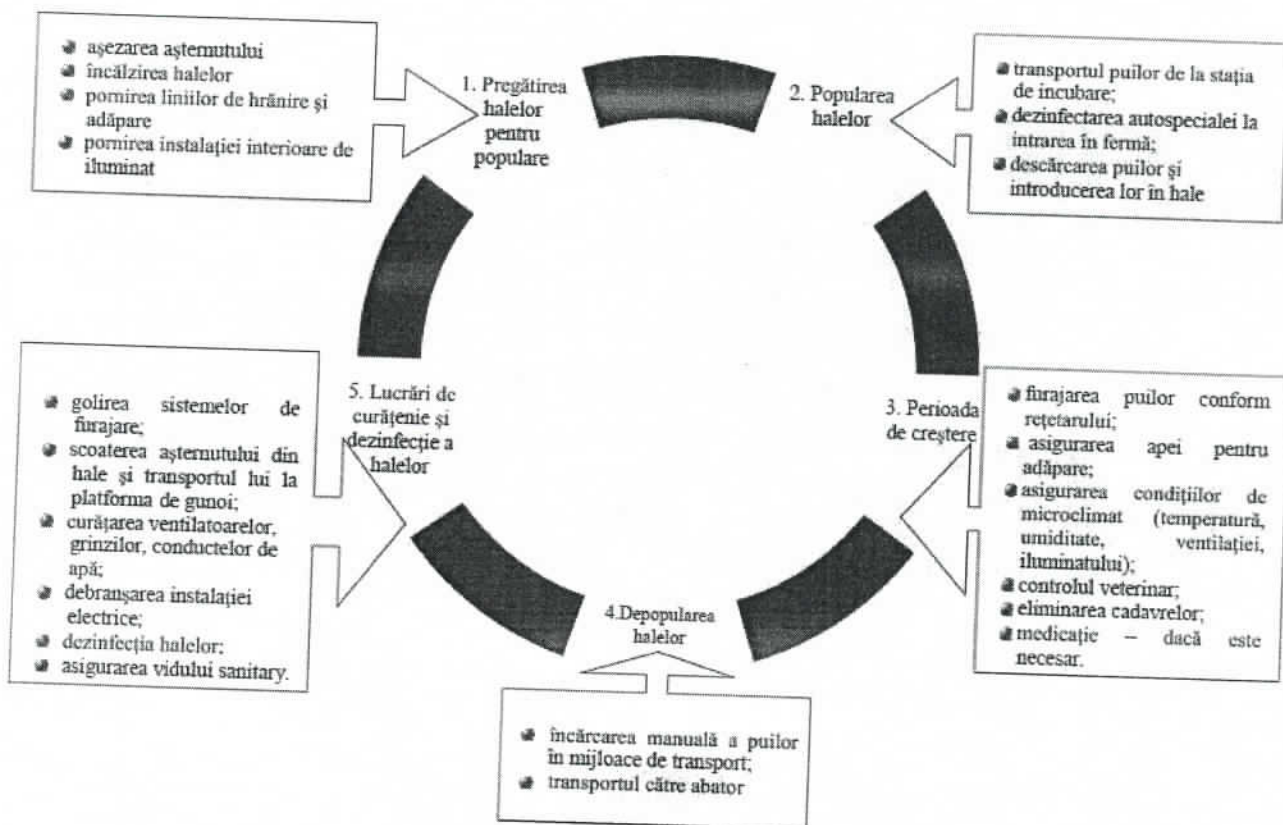 așezarea așternutului
încălzirea halelor
pornirea liniilor de hrănire și
adăpare
pornirea instalației interioare de
iluminat
1. Pregătirea
halelor
pentru
populare
2. Popularea
halelor
transportul puilor de la stația
de incubare;
dezinfectarea autospecialei la
intrarea în fermă;
descărcarea puilor și
introducerea lor în hale
3. Perioada
de creștere
furajarea puilor conform
rețetarului;
asigurarea apei pentru
adăpare;
asigurarea condițiilor de
microclimat (temperatură,
umiditate, ventilației,
iluminatului);
controlul veterinar;
eliminarea cadavrelor;
medicație – dacă este
necesar.
4.Depopularea
halelor
încărcarea manuală a puilor
în mijloace de transport;
transportul către abator
5. Lucrări de
curățenie și
dezinfecție a
halelor
golirea sistemelor de
furajare;
scoaterea așternutului din
hale și transportul lui la
platforma de gunoi;
curățarea ventilatoarelor,
grinzilor, conductelor de
apă;
debranșarea instalației
electrice;
dezinfecția halelor;
asigurarea vidului sanitary.